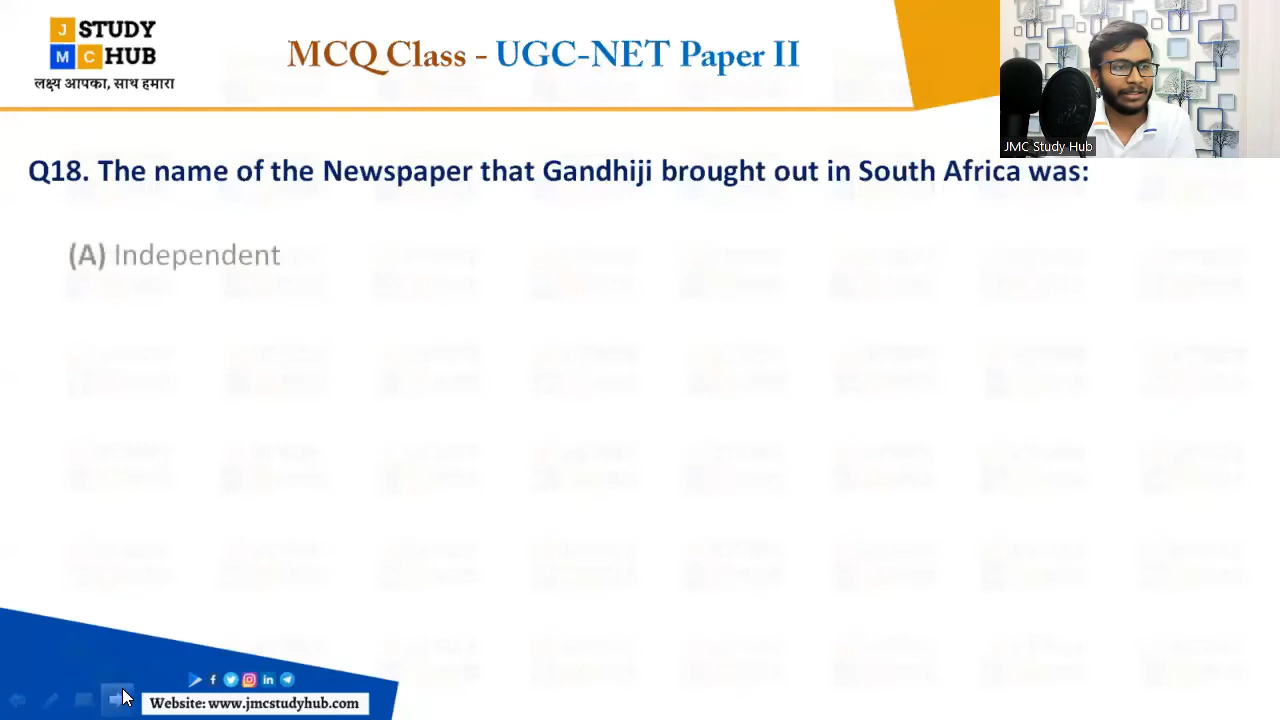 J STUDY
M C HUB
लक्ष्य आपका, साथ हमारा
MCQ Class - UGC-NET Paper II
JMC Study Hub
Q18. The name of the Newspaper that Gandhiji brought out in South Africa was:
(A) Independent
Website: www.jmcstudyhub.com